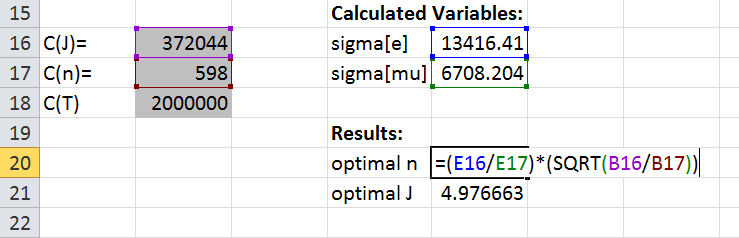 15 Calculated Variables:
16 C(J)= 372044 sigma[e] 13416.41
17 C(n)= 598 sigma[mu] 6708.204
18 C(T) 2000000
19 Results:
20 optimal n =(E16/E17)*(SQRT(B16/B17))
21 optimal J 4.976663
22